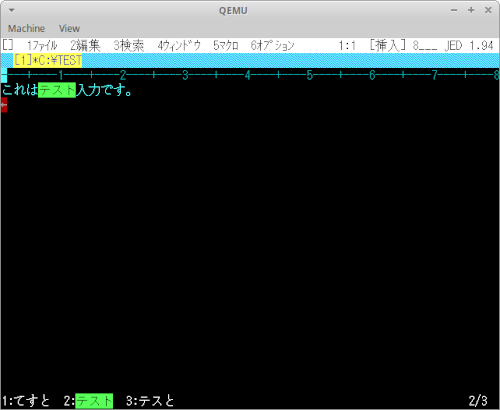 QEMU
Machine View
[] 1ﾌｧｲﾙ 2編集 3検索 4ｳｨﾝﾄﾞｳ 5ﾏｸﾛ 6ｵﾌﾟｼｮﾝ 1:1 [挿入] 8___ JED 1.94
[1]*C:¥TEST
1 2 3 4 5 6 7 8
これはテスト入力です。
←
1:てすと 2:テスト 3:テスと 2/3